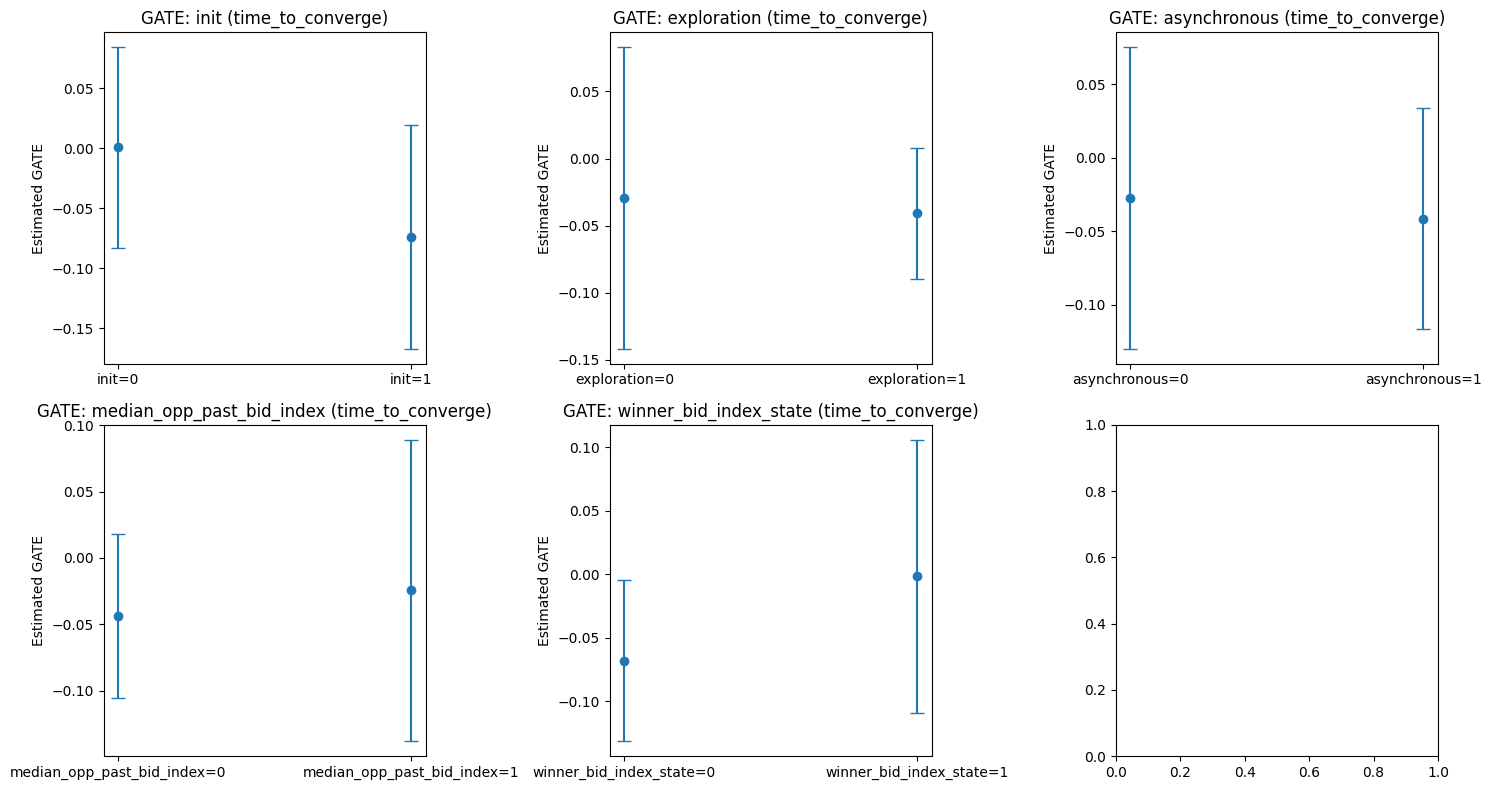 GATE: init (time_to_converge)
Estimated GATE
0.05
0.00
−0.05
−0.10
−0.15
init=0
init=1
GATE: exploration (time_to_converge)
Estimated GATE
0.05
0.00
−0.05
−0.10
−0.15
exploration=0
exploration=1
GATE: asynchronous (time_to_converge)
Estimated GATE
0.05
0.00
−0.05
−0.10
asynchronous=0
asynchronous=1
GATE: median_opp_past_bid_index (time_to_converge)
Estimated GATE
0.10
0.05
0.00
−0.05
−0.10
median_opp_past_bid_index=0
median_opp_past_bid_index=1
GATE: winner_bid_index_state (time_to_converge)
Estimated GATE
0.10
0.05
0.00
−0.05
−0.10
winner_bid_index_state=0
winner_bid_index_state=1
1.0
0.8
0.6
0.4
0.2
0.0
0.0
0.2
0.4
0.6
0.8
1.0